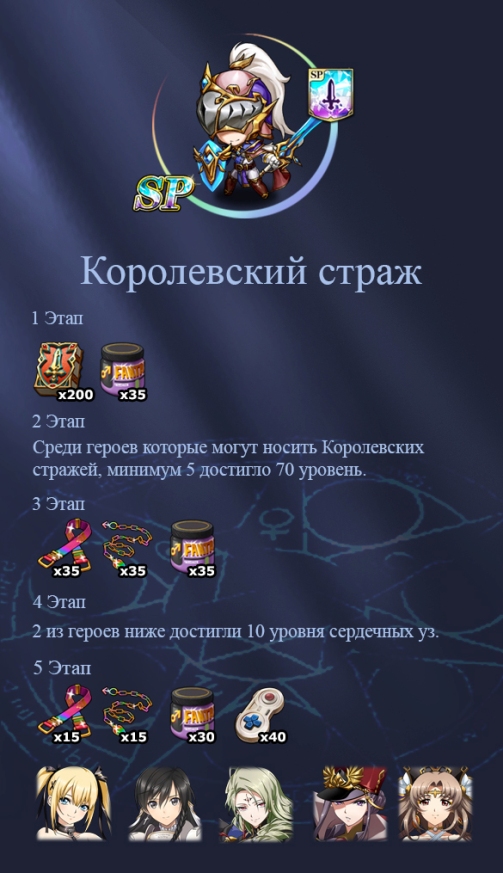 SP
SP
Королевский страж
1 Этап
x200 x35
2 Этап
Среди героев которые могут носить Королевских
стражей, минимум 5 достигло 70 уровень.
3 Этап
x35 x35 x35
4 Этап
2 из героев ниже достигли 10 уровня сердечных уз.
5 Этап
x15 x15 x30 x40